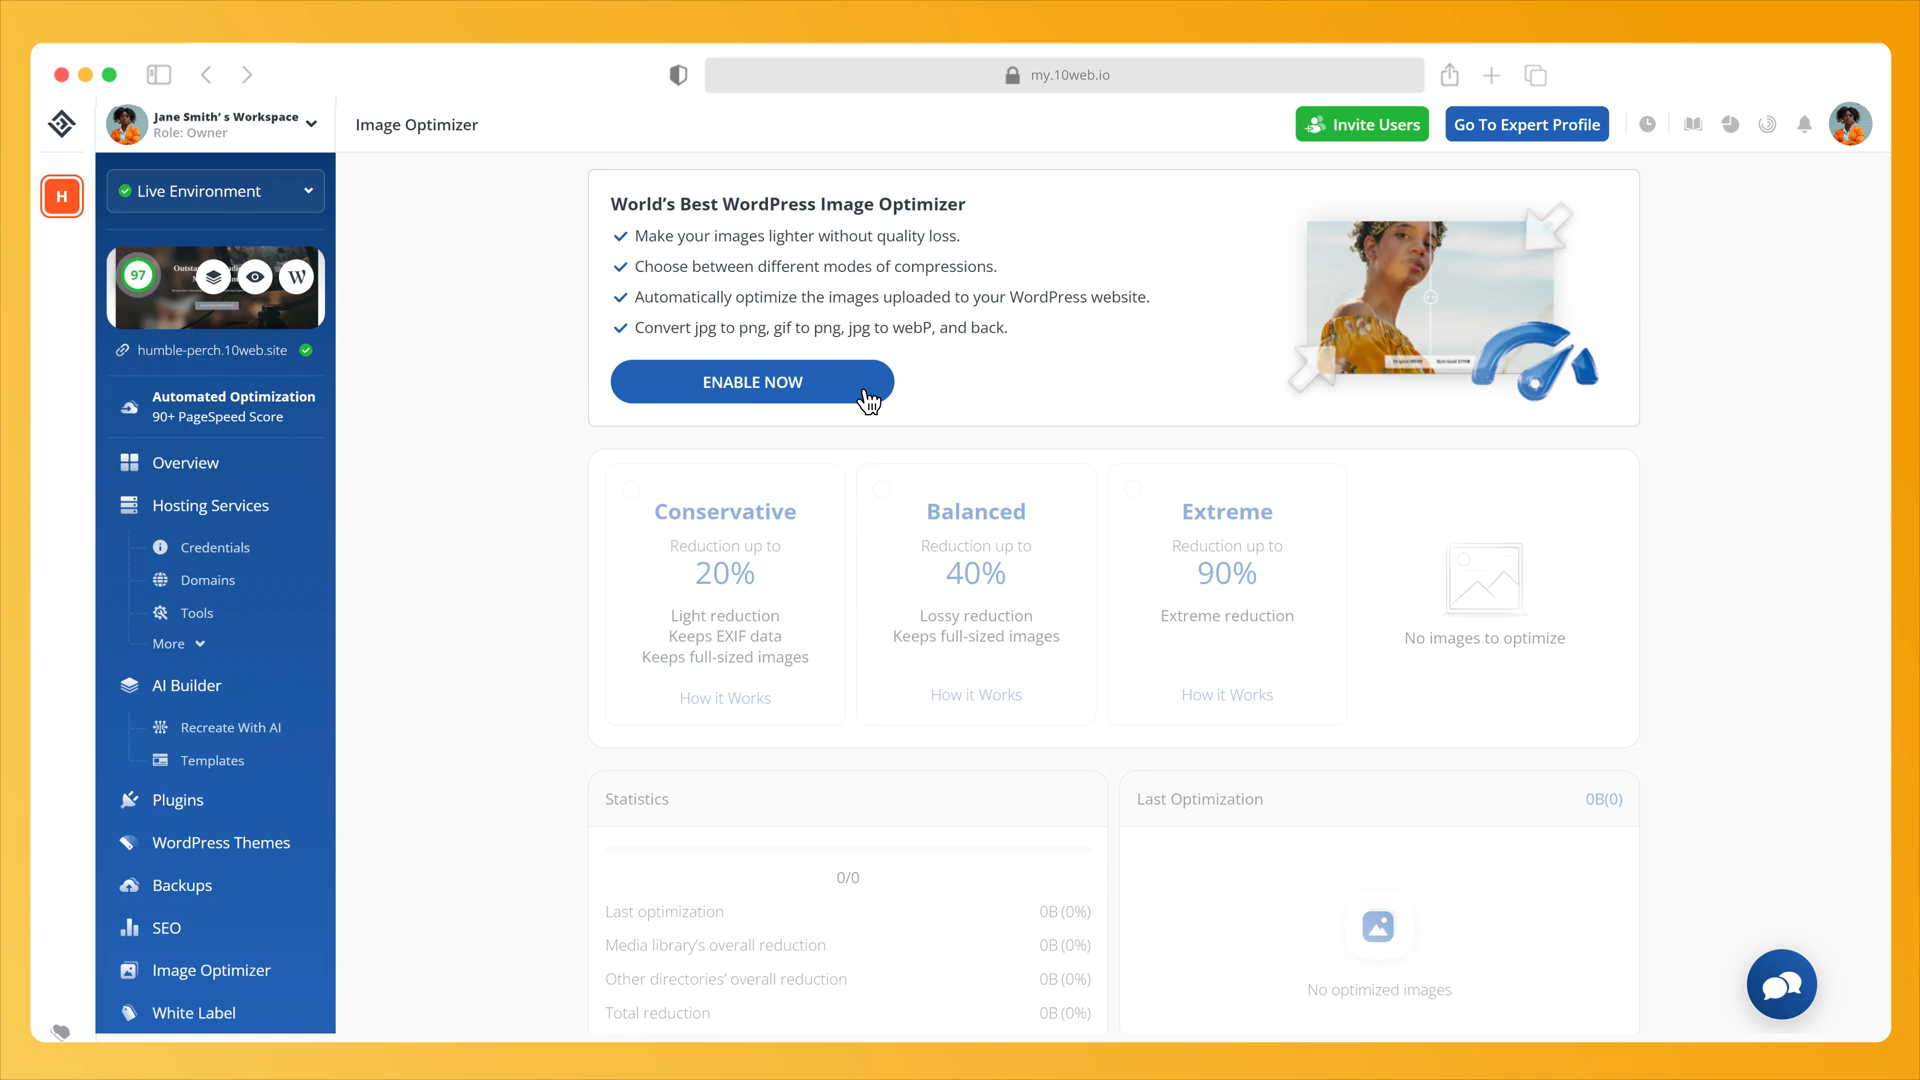 my.10web.io
Jane Smith’ s Workspace
Role: Owner
Image Optimizer
Invite Users
Go To Expert Profile
H
Live Environment
97
W
humble-perch.10web.site
Automated Optimization
90+ PageSpeed Score
Overview
Hosting Services
Credentials
Domains
Tools
More
AI Builder
Recreate With AI
Templates
Plugins
WordPress Themes
Backups
SEO
Image Optimizer
White Label
World’s Best WordPress Image Optimizer
Make your images lighter without quality loss.
Choose between different modes of compressions.
Automatically optimize the images uploaded to your WordPress website.
Convert jpg to png, gif to png, jpg to webP, and back.
ENABLE NOW
Conservative
Reduction up to
20%
Light reduction
Keeps EXIF data
Keeps full-sized images
How it Works
Balanced
Reduction up to
40%
Lossy reduction
Keeps full-sized images
How it Works
Extreme
Reduction up to
90%
Extreme reduction
How it Works
No images to optimize
Statistics
0/0
Last optimization 0B (0%)
Media library’s overall reduction 0B (0%)
Other directories’ overall reduction 0B (0%)
Total reduction 0B (0%)
Last Optimization 0B(0)
No optimized images